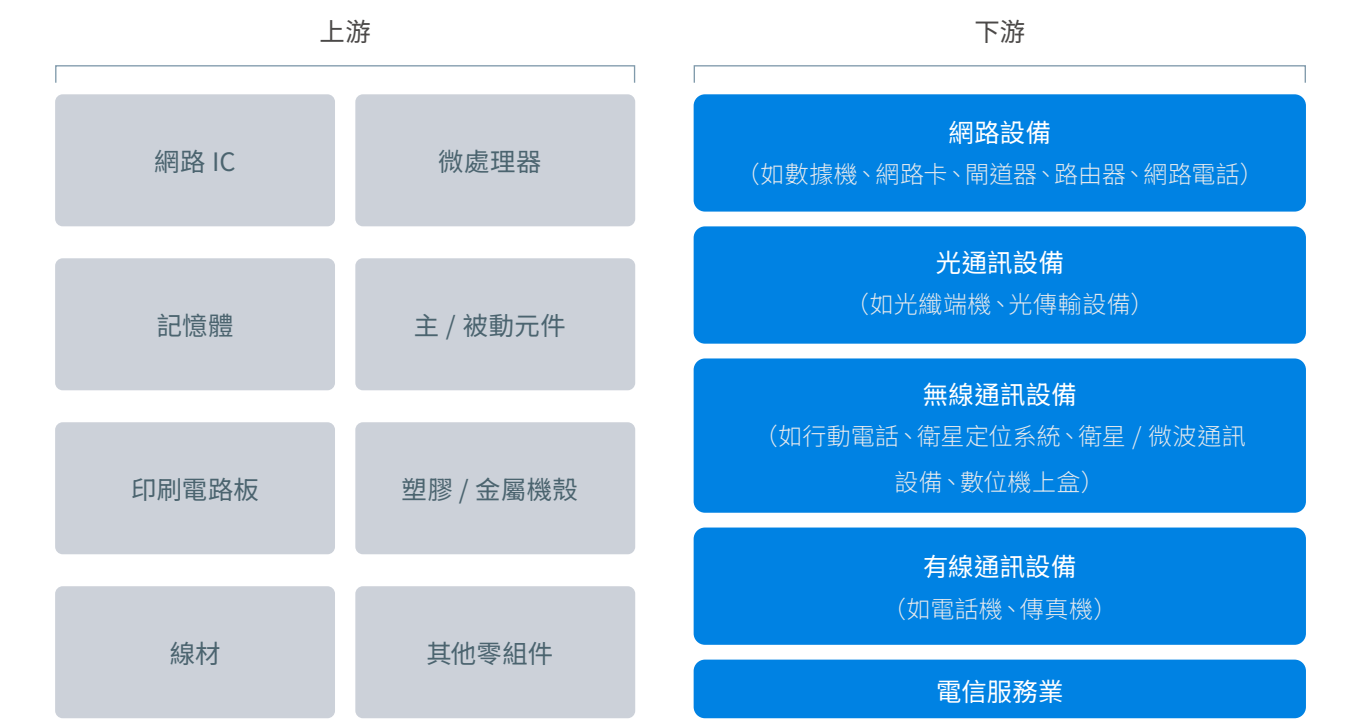 上游
網路 IC
微處理器
記憶體
主 / 被動元件
印刷電路板
塑膠 / 金屬機殼
線材
其他零組件
下游
網路設備
（如數據機、網路卡、閘道器、路由器、網路電話）
光通訊設備
（如光纖端機、光傳輸設備）
無線通訊設備
（如行動電話、衛星定位系統、衛星 / 微波通訊
設備、數位機上盒）
有線通訊設備
（如電話機、傳真機）
電信服務業